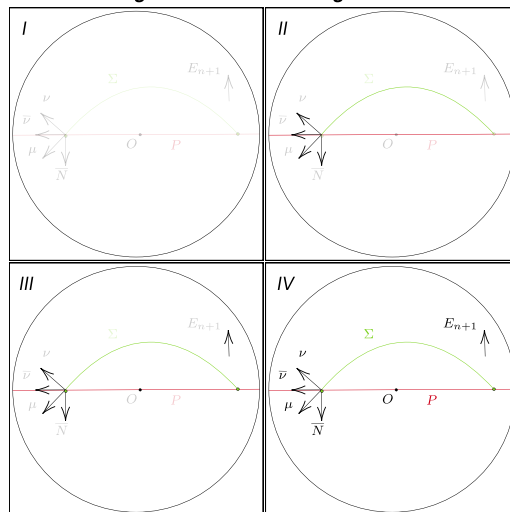 I
E_{n+1}
Σ
ν
ν̅
μ
O
P
N̅
II
E_{n+1}
Σ
ν
ν̅
μ
O
P
N̅
III
E_{n+1}
Σ
ν
ν̅
μ
O
P
N̅
IV
E_{n+1}
Σ
ν
ν̅
μ
O
P
N̅